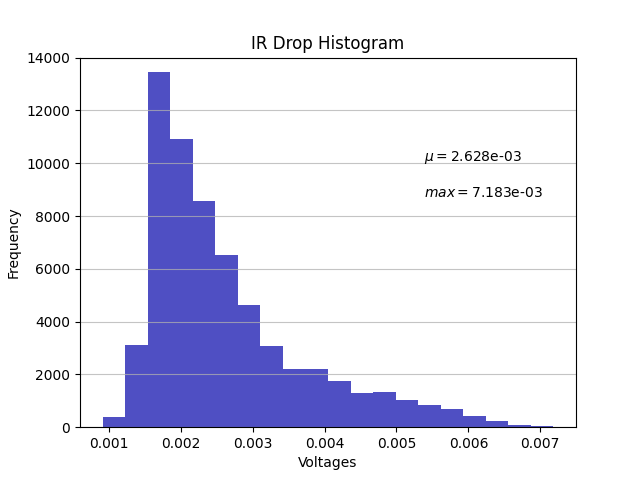 IR Drop Histogram
14000
12000
10000
8000
6000
4000
2000
0
Frequency
μ = 2.628e-03
max = 7.183e-03
0.001 0.002 0.003 0.004 0.005 0.006 0.007
Voltages